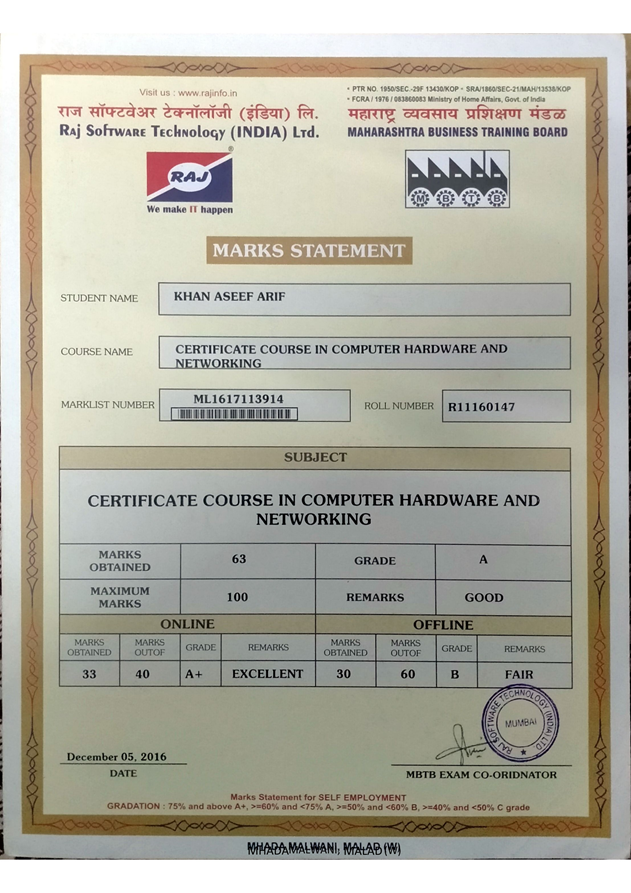 Visit us : www.rajinfo.in
• PTR NO. 1950/SEC.-29F 13430/KOP • SRA/1860/SEC-21/MAH/13538/KOP
• FCRA / 1976 / 083860083 Ministry of Home Affairs, Govt. of India
राज सॉफ्टवेअर टेक्नॉलॉजी (इंडिया) लि.
Raj Software Technology (INDIA) Ltd.
महाराष्ट्र व्यवसाय प्रशिक्षण मंडळ
MAHARASHTRA BUSINESS TRAINING BOARD
RAJ
®
We make IT happen
M B T B
MARKS STATEMENT
STUDENT NAME KHAN ASEEF ARIF
COURSE NAME CERTIFICATE COURSE IN COMPUTER HARDWARE AND
NETWORKING
MARKLIST NUMBER ML1617113914 ROLL NUMBER R11160147
SUBJECT
CERTIFICATE COURSE IN COMPUTER HARDWARE AND
NETWORKING
MARKS OBTAINED 63 GRADE A
MAXIMUM MARKS 100 REMARKS GOOD
ONLINE OFFLINE
MARKS OBTAINED MARKS OUTOF GRADE REMARKS MARKS OBTAINED MARKS OUTOF GRADE REMARKS
33 40 A+ EXCELLENT 30 60 B FAIR
RAJ SOFTWARE TECHNOLOGY (INDIA) LTD.
MUMBAI
December 05, 2016
DATE
MBTB EXAM CO-ORIDNATOR
Marks Statement for SELF EMPLOYMENT
GRADATION : 75% and above A+, >=60% and <75% A, >=50% and <60% B, >=40% and <50% C grade
MHADA MALWANI, MALAD (W)